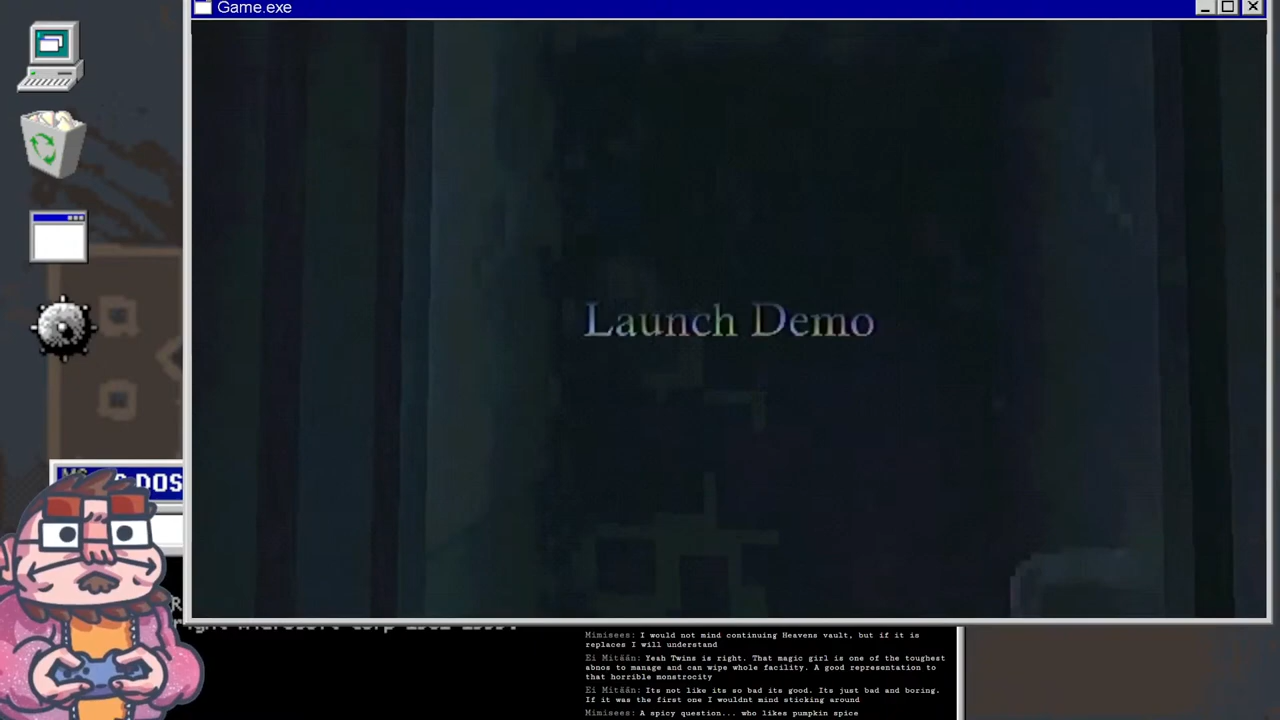 Game.exe
Launch Demo
DOS
Mimisees: I would not mind continuing Heavens vault, but if it is
replaces I will understand
Ei Mitään: Yeah Twins is right. That magic girl is one of the toughest
abnos to manage and can wipe whole facility. A good representation to
that horrible monstrocity
Ei Mitään: Its not like its so bad its good. Its just bad and boring.
If it was the first one I wouldnt mind sticking around
Mimisees: A spicy question... who likes pumpkin spice